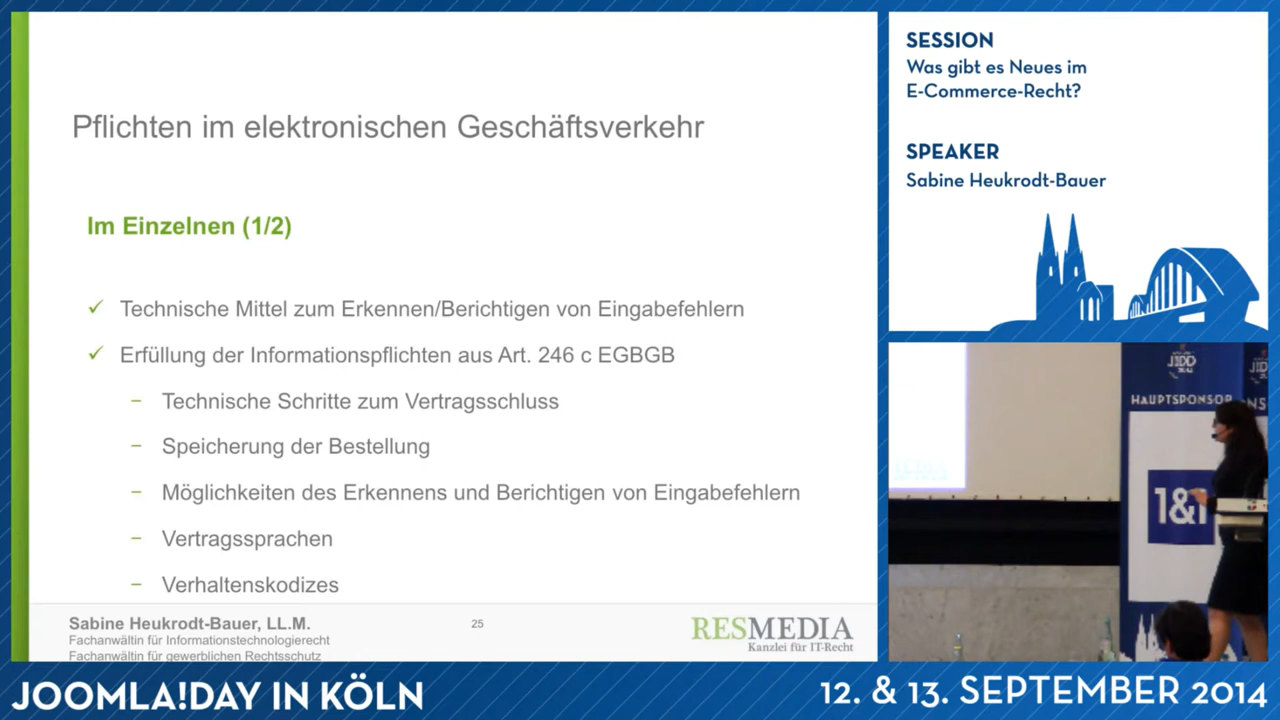 Pflichten im elektronischen Geschäftsverkehr
Im Einzelnen (1/2)
✓ Technische Mittel zum Erkennen/Berichtigen von Eingabefehlern
✓ Erfüllung der Informationspflichten aus Art. 246 c EGBGB
− Technische Schritte zum Vertragsschluss
− Speicherung der Bestellung
− Möglichkeiten des Erkennens und Berichtigen von Eingabefehlern
− Vertragssprachen
− Verhaltenskodizes
Sabine Heukrodt-Bauer, LL.M.
Fachanwältin für Informationstechnologierecht
Fachanwältin für gewerblichen Rechtsschutz
25
RESMEDIA
Kanzlei für IT-Recht
SESSION
Was gibt es Neues im
E-Commerce-Recht?
SPEAKER
Sabine Heukrodt-Bauer
HAUPTSPONSOR
1&1
JOOMLA!DAY IN KÖLN
12. & 13. SEPTEMBER 2014